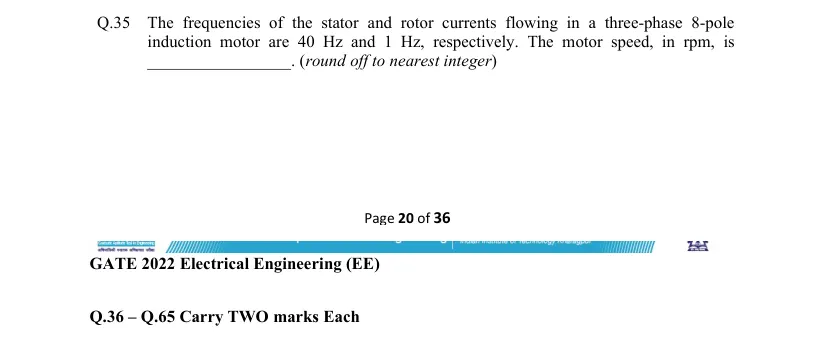 Q.35 The frequencies of the stator and rotor currents flowing in a three-phase 8-pole
induction motor are 40 Hz and 1 Hz, respectively. The motor speed, in rpm, is
__________________. (round off to nearest integer)
Page 20 of 36
GATE 2022 Electrical Engineering (EE)
Q.36 – Q.65 Carry TWO marks Each